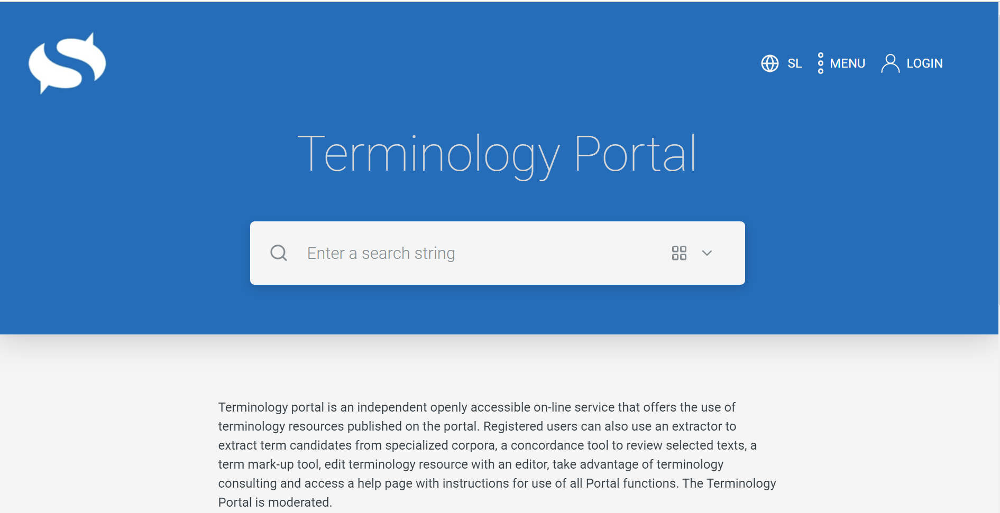 SL
MENU
LOGIN
Terminology Portal
Enter a search string
Terminology portal is an independent openly accessible on-line service that offers the use of
terminology resources published on the portal. Registered users can also use an extractor to
extract term candidates from specialized corpora, a concordance tool to review selected texts, a
term mark-up tool, edit terminology resource with an editor, take advantage of terminology
consulting and access a help page with instructions for use of all Portal functions. The Terminology
Portal is moderated.